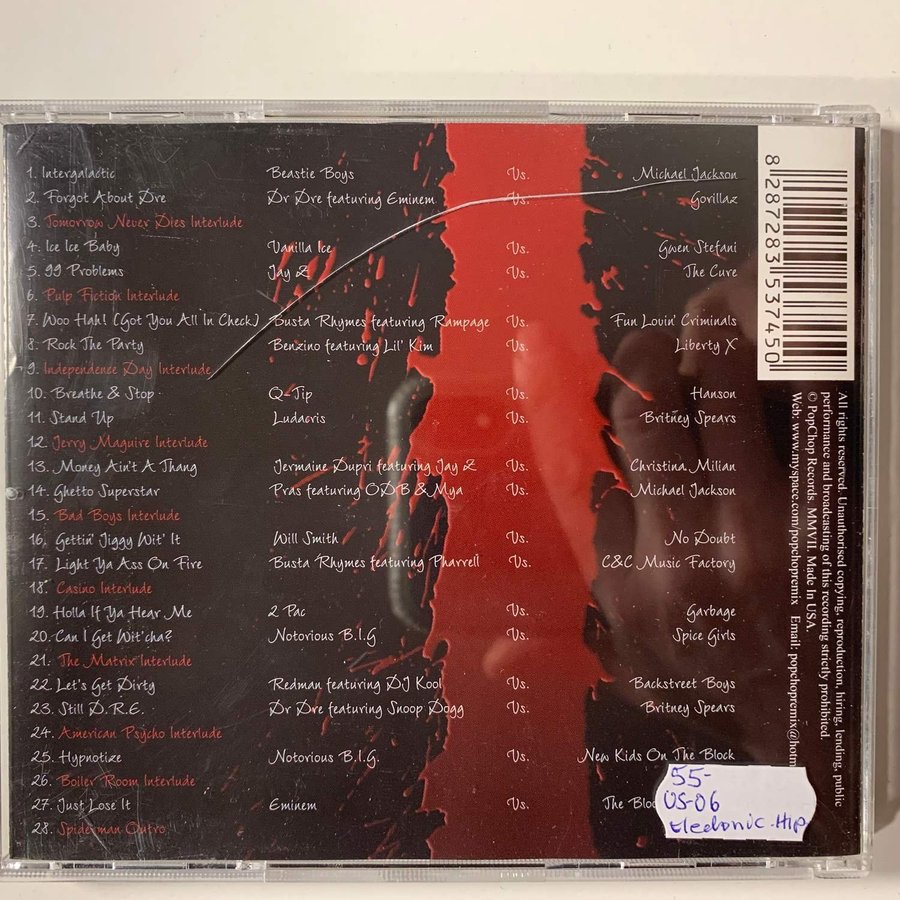 1. Intergalactic Beastie Boys Vs. Michael Jackson
2. Forgot About Dre Dr Dre featuring Eminem Vs. Gorillaz
3. Tomorrow Never Dies Interlude
4. Ice Ice Baby Vanilla Ice Vs. Gwen Stefani
5. 99 Problems Jay Z Vs. The Cure
6. Pulp Fiction Interlude
7. Woo Hah! (Got You All In Check) Busta Rhymes featuring Rampage Vs. Fun Lovin' Criminals
8. Rock The Party Benzino featuring Lil' Kim Vs. Liberty X
9. Independence Day Interlude
10. Breathe & Stop Q-Tip Vs. Hanson
11. Stand Up Ludacris Vs. Britney Spears
12. Jerry Maguire Interlude
13. Money Ain't A Thang Jermaine Dupri featuring Jay Z Vs. Christina Milian
14. Ghetto Superstar Pras featuring ODB & Mya Vs. Michael Jackson
15. Bad Boys Interlude
16. Gettin' Jiggy Wit' It Will Smith Vs. No Doubt
17. Light Ya Ass On Fire Busta Rhymes featuring Pharrell Vs. C&C Music Factory
18. Casino Interlude
19. Holla If Ya Hear Me 2 Pac Vs. Garbage
20. Can I Get Wit'cha? Notorious B.I.G Vs. Spice Girls
21. The Matrix Interlude
22. Let's Get Dirty Redman featuring DJ Kool Vs. Backstreet Boys
23. Still D.R.E. Dr Dre featuring Snoop Dogg Vs. Britney Spears
24. American Psycho Interlude
25. Hypnotize Notorious B.I.G. Vs. New Kids On The Block
26. Boiler Room Interlude
27. Just Lose It Eminem Vs. The
28. Spiderman Outro
8 28728 35374 50
All rights reserved. Unauthorised copying, reproduction, hiring, lending, public
performance and broadcasting of this recording strictly prohibited.
© PopChop Records. MMVII. Made In USA.
Web: www.myspace.com/popchopremix Email: popchopremix@hotm
55-
US-06
Electronic-Hip